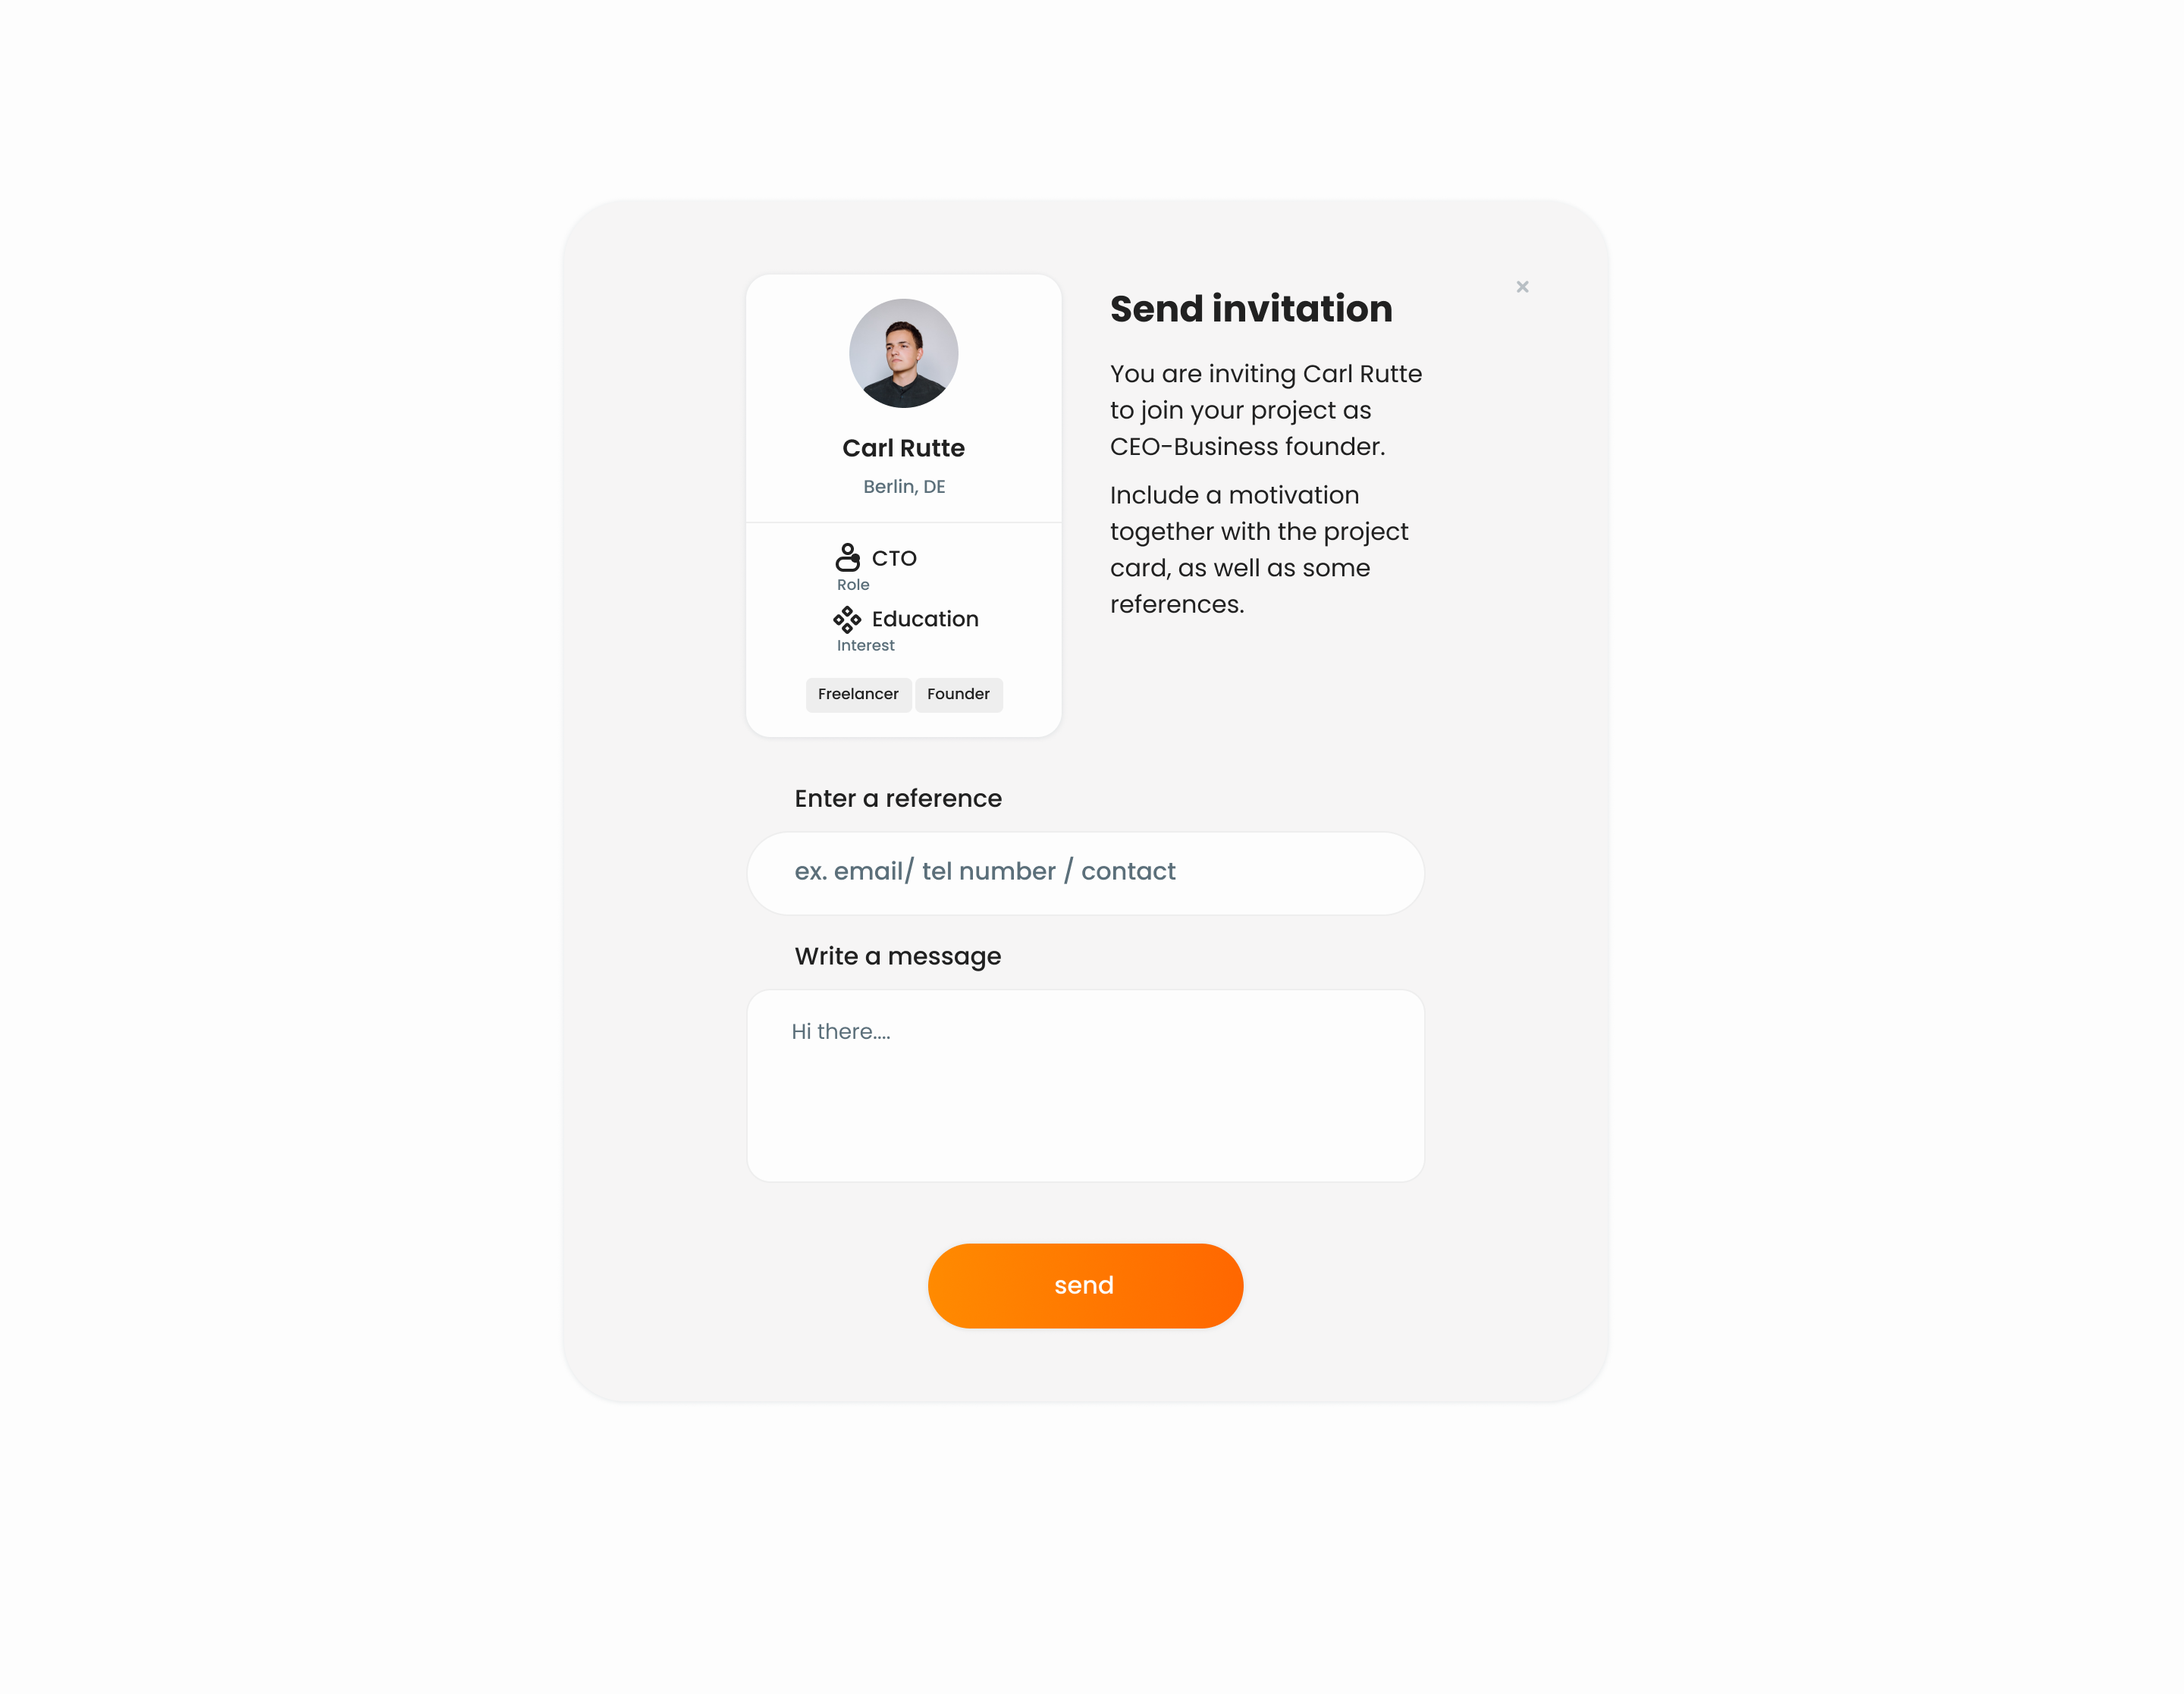 Carl Rutte
Berlin, DE
CTO
Role
Education
Interest
Freelancer Founder
Send invitation
You are inviting Carl Rutte
to join your project as
CEO-Business founder.
Include a motivation
together with the project
card, as well as some
references.
Enter a reference
ex. email/ tel number / contact
Write a message
Hi there....
send